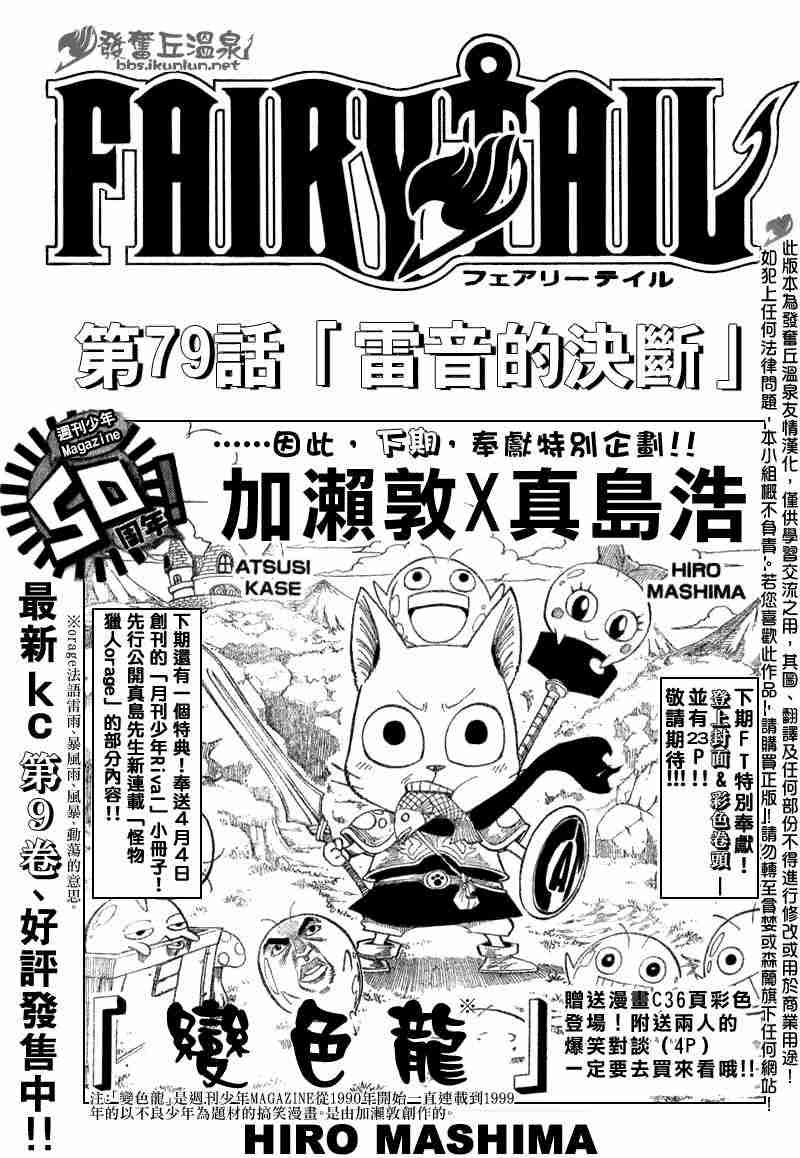 發奮丘溫泉
bbs.ikunlun.net
FAIRY TAIL
フェアリーテイル
第79話「雷音的決斷」
週刊少年
Magazine
50
周年!
……因此，下期，奉獻特別企劃!!
加瀨敦X真島浩
ATSUSI
KASE
HIRO
MASHIMA
下期FT特別奉獻！
登上封面&彩色卷頭—
並有23P!!
敬請期待!!!
下期還有一個特典！奉送4月4日
創刊的「月刊少年Rival」小冊子！
先行公開真島先生新連載「怪物
獵人orage」的部分內容!!
※orage法語雷雨、暴風雨、風暴、動蕩的意思。
最新kc第9卷、好評發售中!!
此版本為發奮丘溫泉友情漢化，僅供學習交流之用，其圖、翻譯及任何部份不得進行修改或用於商業用途！
如犯上任何法律問題，本小組概不負責。若您喜歡此作品，請購買正版!!請勿轉至貪婪或森蘭旗下任何網站！
『變色龍』※
贈送漫畫C36頁彩色
登場！附送兩人的
爆笑對談（4P）
一定要去買來看哦!!
注:「變色龍」是週刊少年MAGAZINE從1990年開始一直連載到1999
年的以不良少年為題材的搞笑漫畫。是由加瀨敦創作的。
HIRO MASHIMA